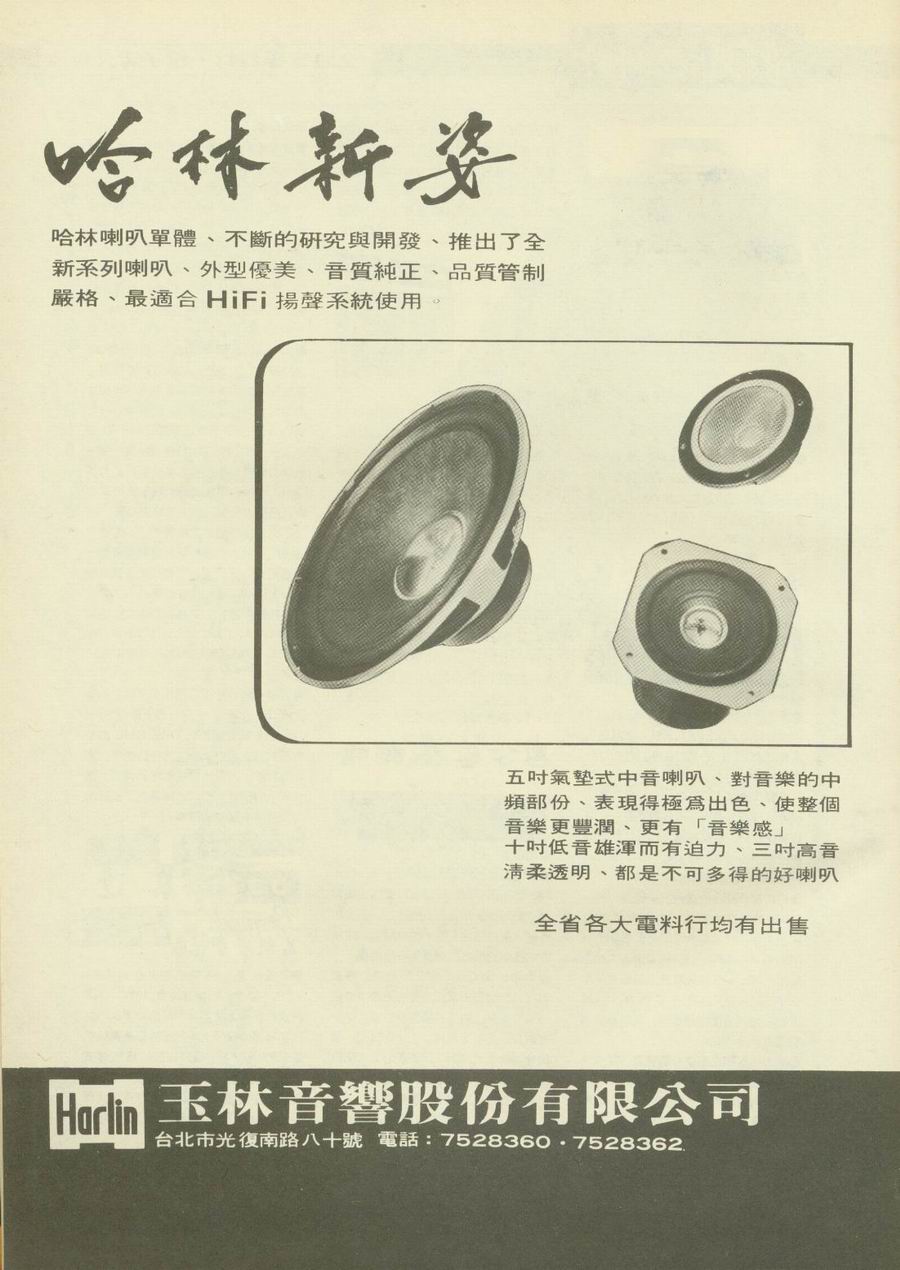 哈林新姿
哈林喇叭單體、不斷的研究與開發、推出了全
新系列喇叭、外型優美、音質純正、品質管制
嚴格、最適合 HiFi 揚聲系統使用。
五吋氣墊式中音喇叭、對音樂的中
頻部份、表現得極爲出色、使整個
音樂更豐潤、更有「音樂感」
十吋低音雄渾而有迫力、三吋高音
清柔透明、都是不可多得的好喇叭
全省各大電料行均有出售
Harlin 玉林音響股份有限公司
台北市光復南路八十號 電話：7528360・7528362